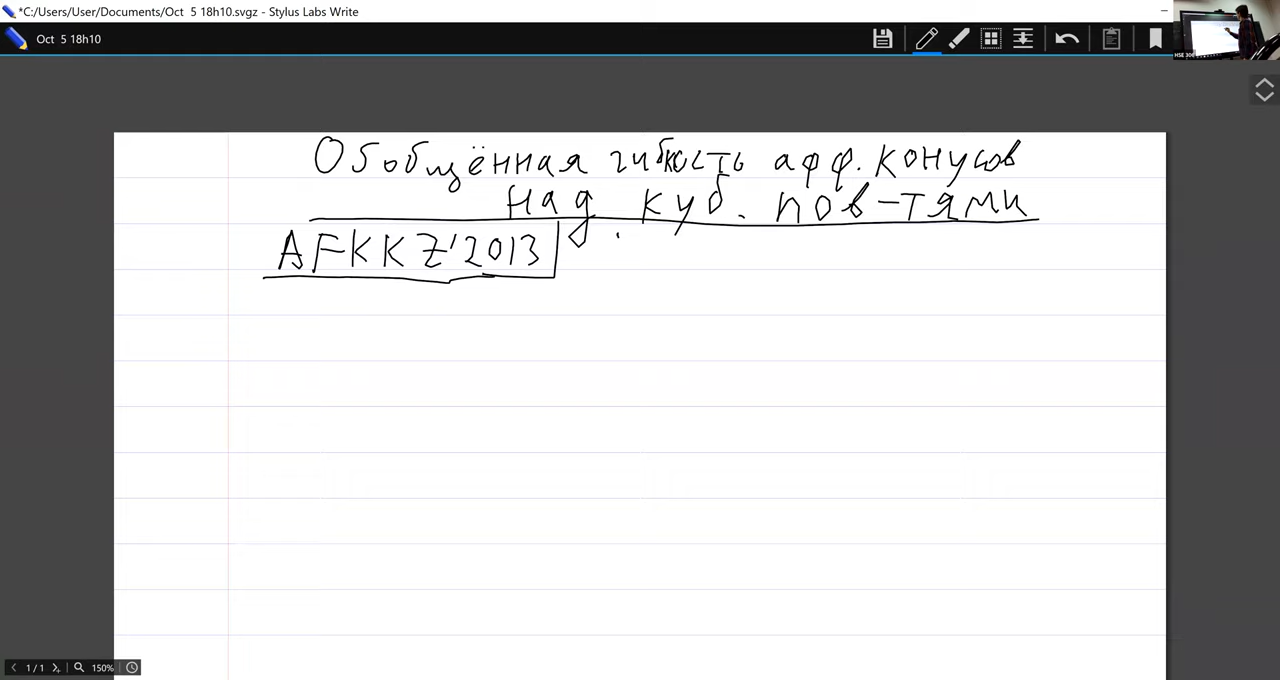 *C:/Users/User/Documents/Oct 5 18h10.svgz - Stylus Labs Write
Oct 5 18h10
Обобщённая гибкость афф. конусов
над куб. пов-тями
AFKKZ'2013
1/1
150%